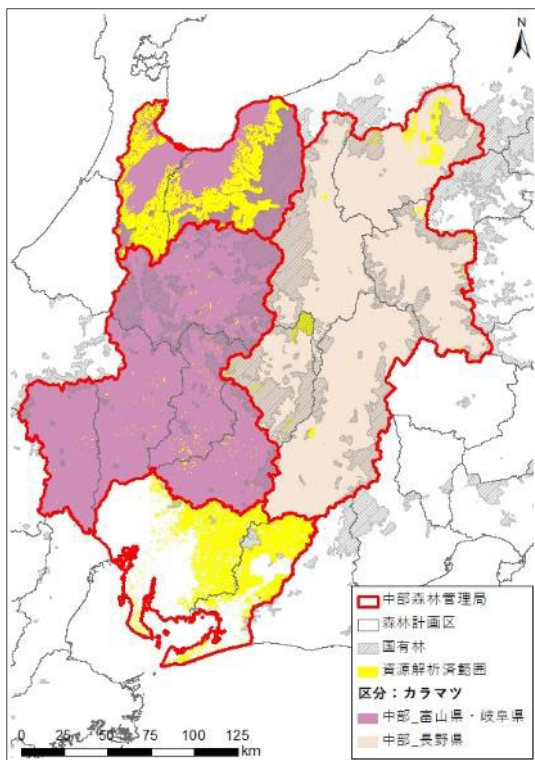 N
中部森林管理局
森林計画区
国有林
資源解析済範囲
区分：カラマツ
中部_富山県・岐阜県
中部_長野県
0 25 50 75 100 125
km